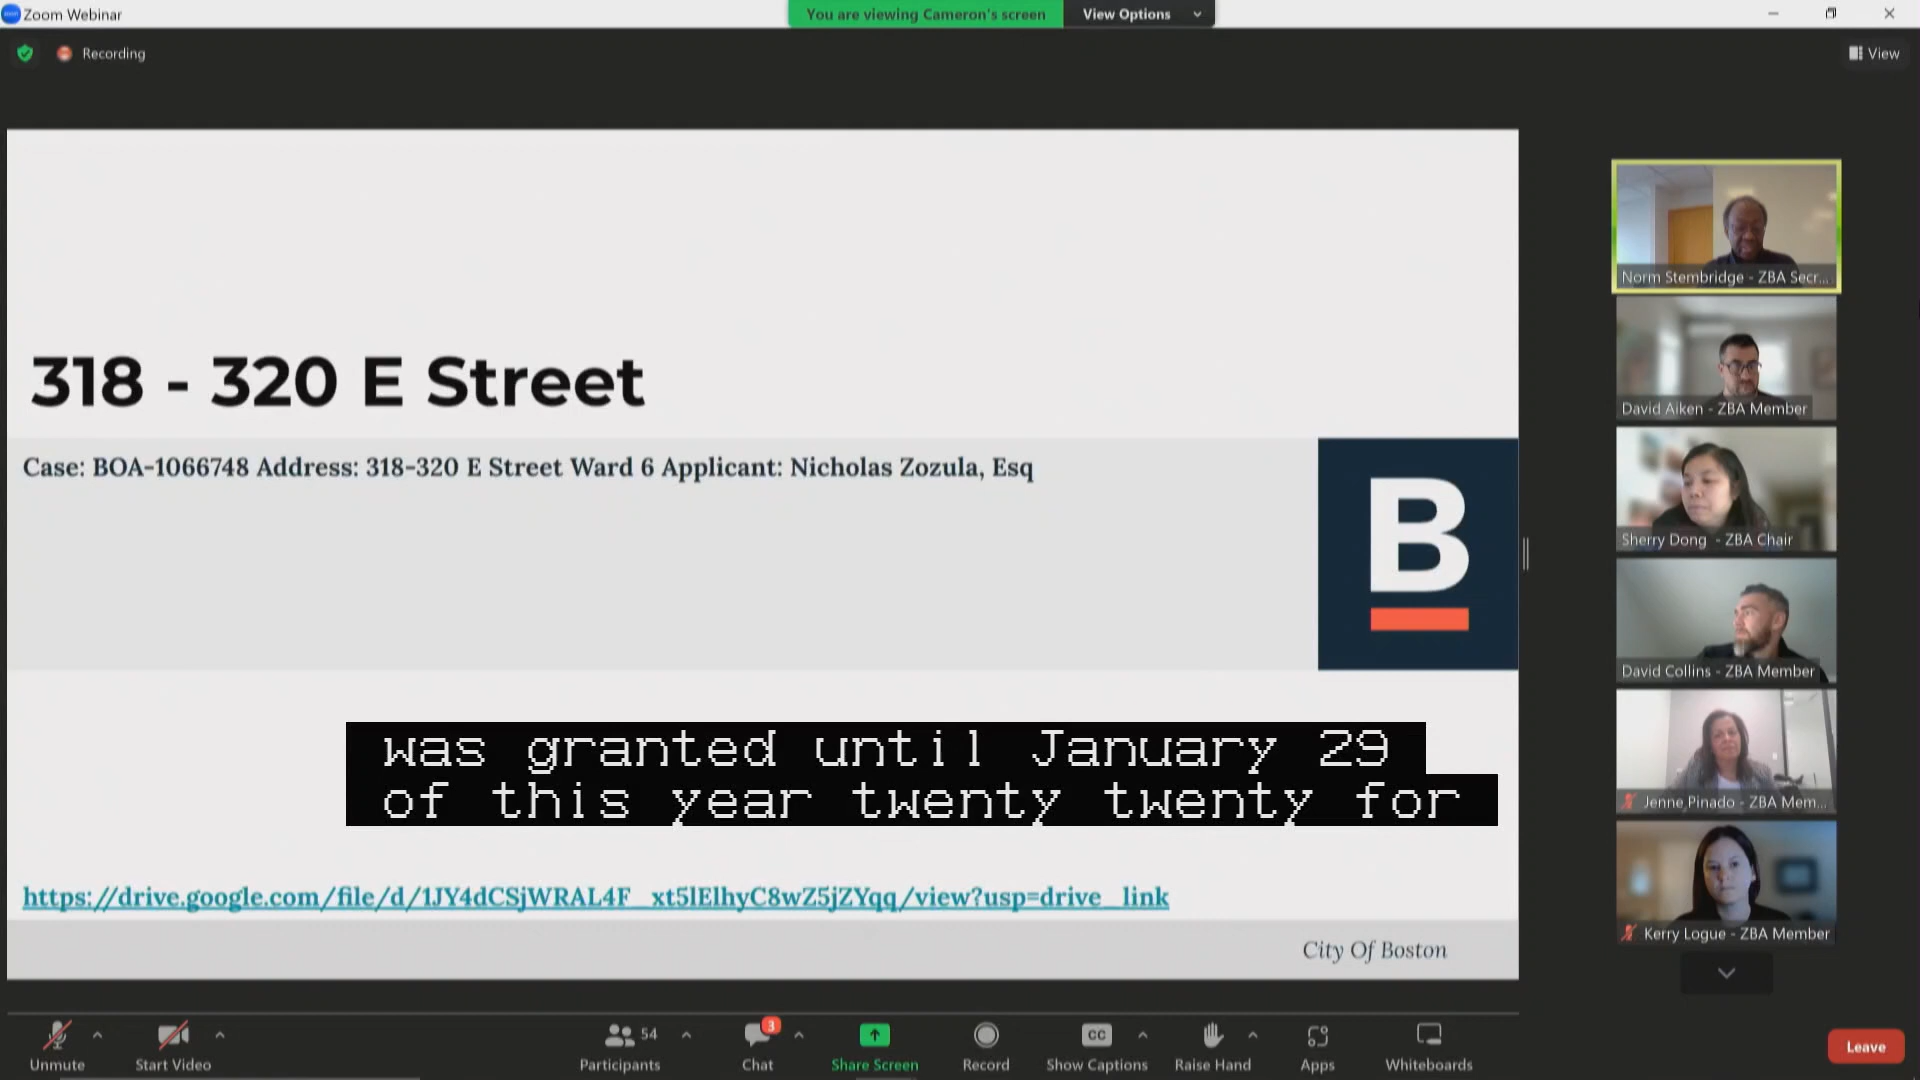 Zoom Webinar
You are viewing Cameron's screen
View Options
Recording
View
318 - 320 E Street
Case: BOA-1066748 Address: 318-320 E Street Ward 6 Applicant: Nicholas Zozula, Esq
B
was granted until January 29
of this year twenty twenty for
https://drive.google.com/file/d/1JY4dCSjWRAL4F_xt5lElhyC8wZ5jZYqq/view?usp=drive_link
City Of Boston
Norm Stembridge - ZBA Secr...
David Aiken - ZBA Member
Sherry Dong - ZBA Chair
David Collins - ZBA Member
Jenne Pinado - ZBA Mem...
Kerry Logue - ZBA Member
Unmute
Start Video
54
Participants
3
Chat
Share Screen
Record
CC
Show Captions
Raise Hand
Apps
Whiteboards
Leave